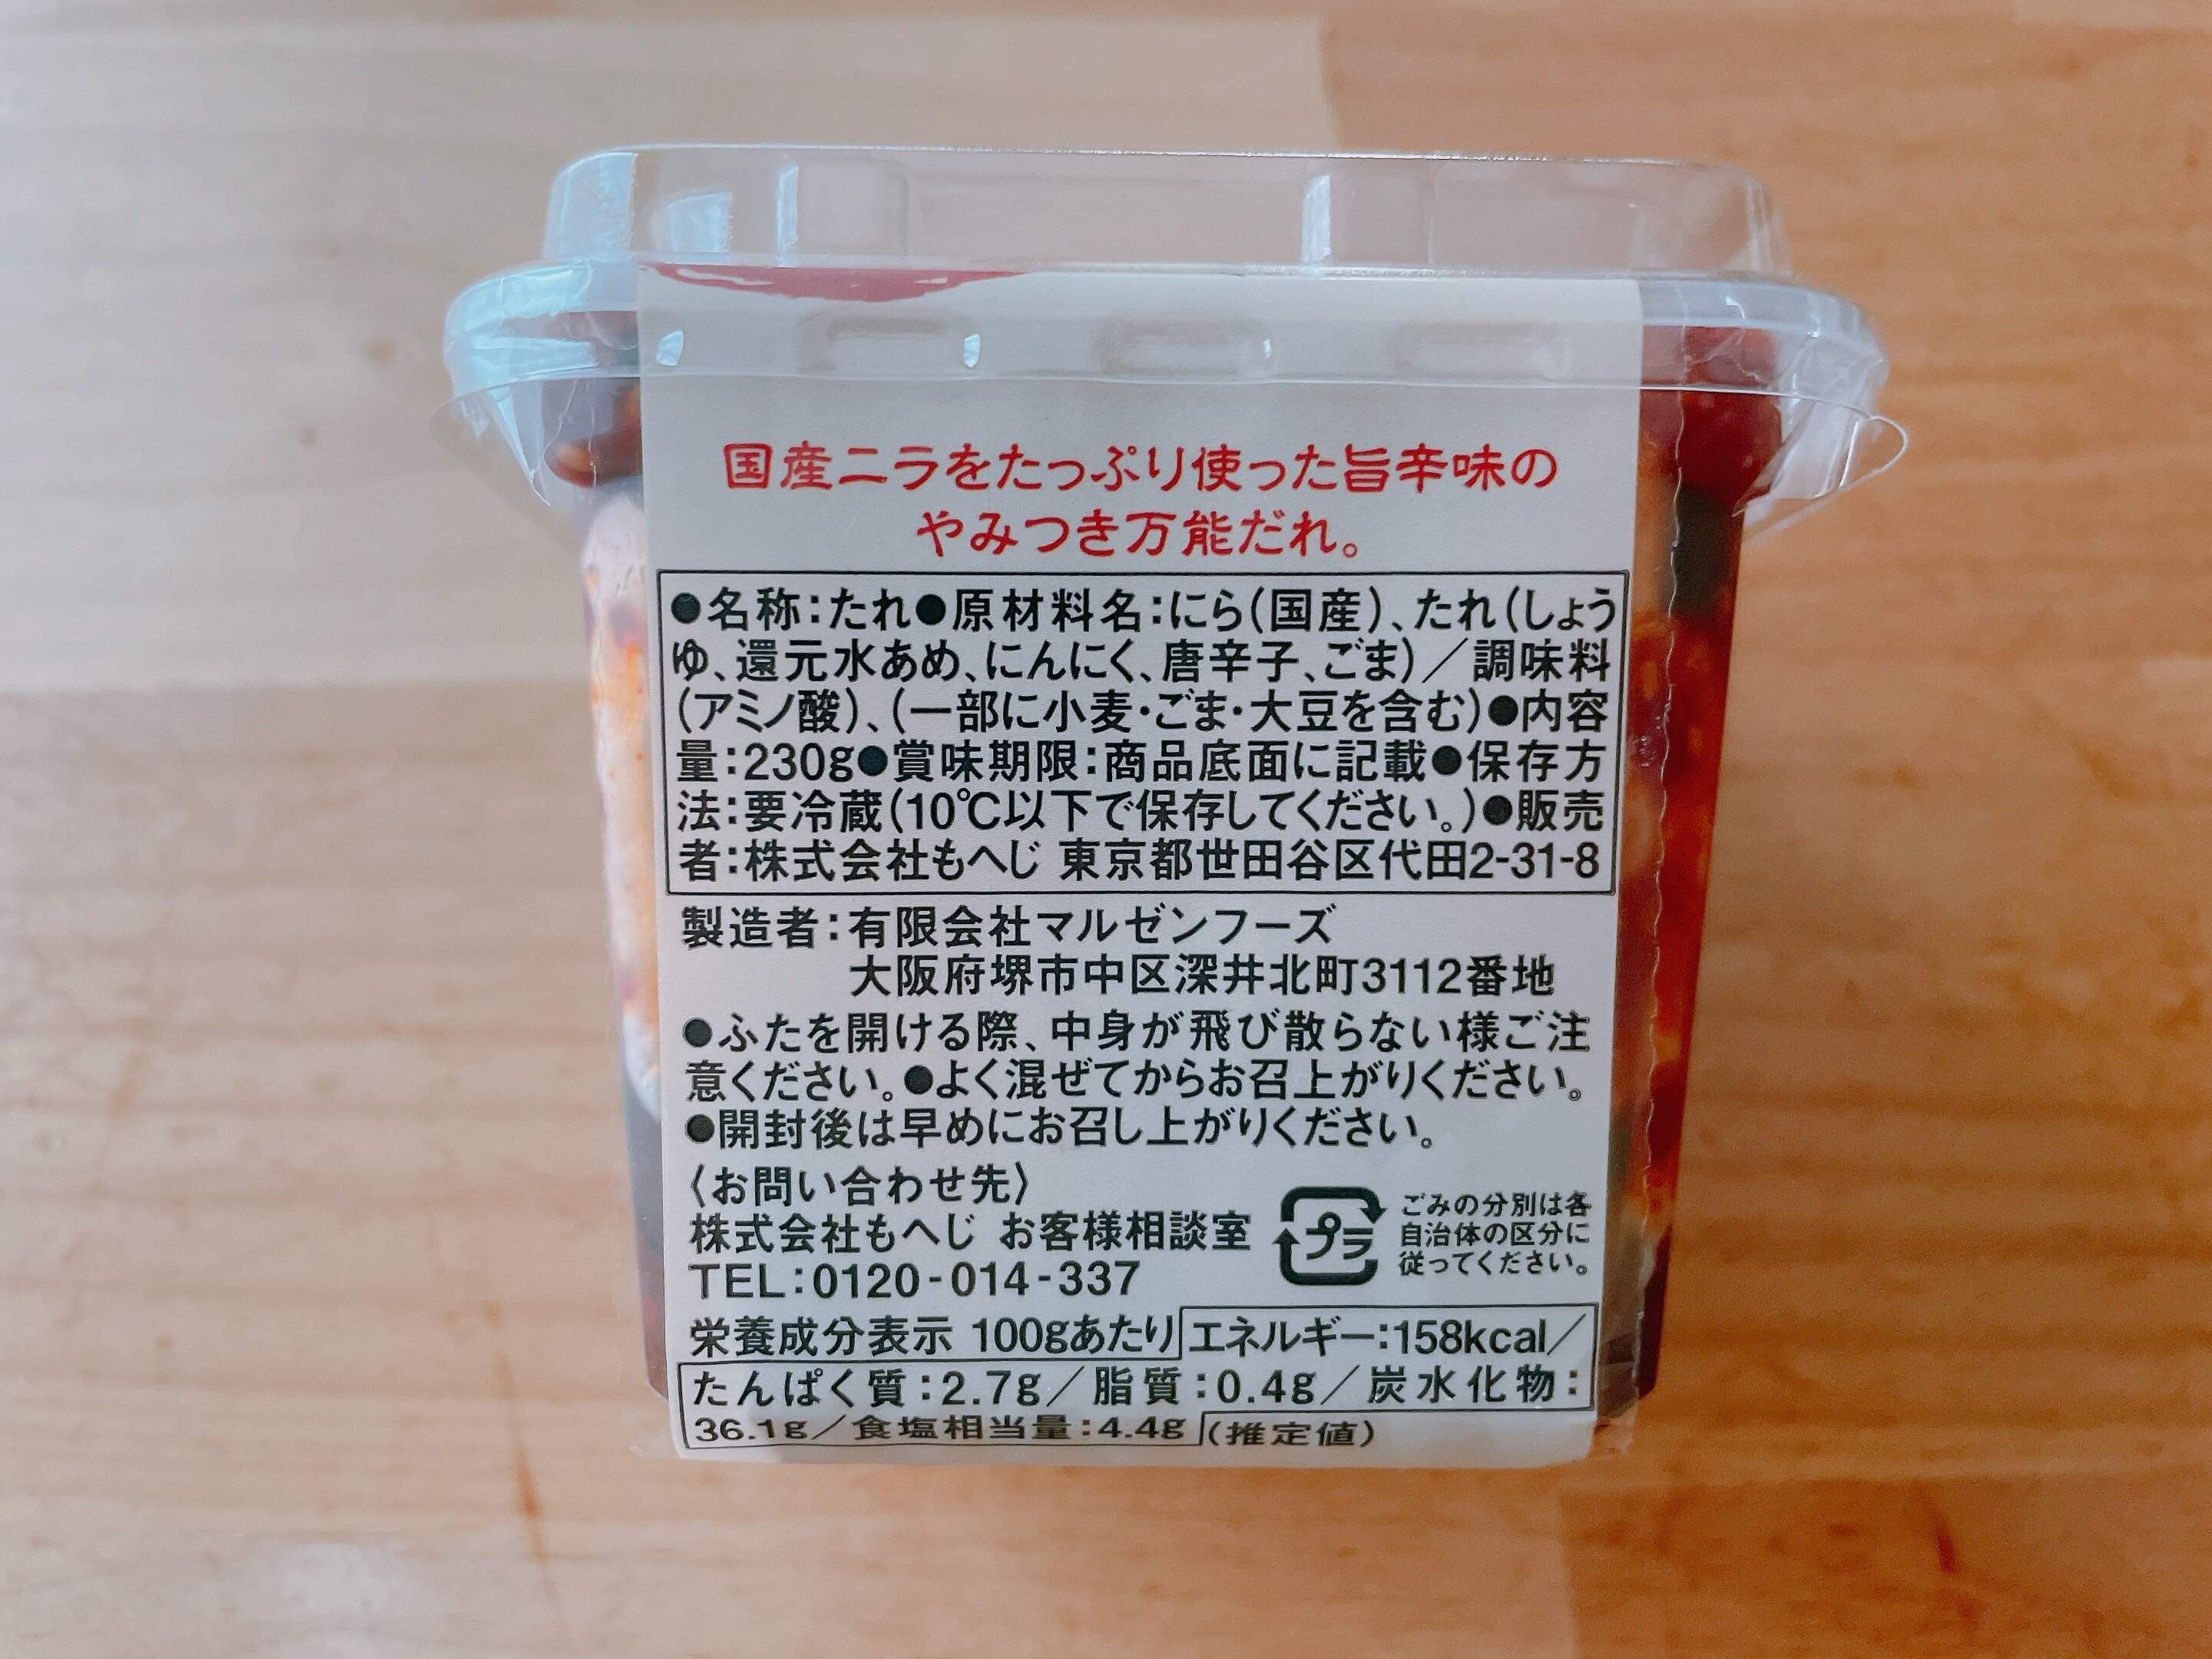 国産ニラをたっぷり使った旨辛味の
やみつき万能だれ。
●名称:たれ●原材料名:にら(国産)、たれ(しょう
ゆ、還元水あめ、にんにく、唐辛子、ごま)／調味料
(アミノ酸)、(一部に小麦・ごま・大豆を含む)●内容
量:230g●賞味期限:商品底面に記載●保存方
法:要冷蔵(10℃以下で保存してください。)●販売
者:株式会社もへじ 東京都世田谷区代田2-31-8
製造者:有限会社マルゼンフーズ
大阪府堺市中区深井北町3112番地
●ふたを開ける際、中身が飛び散らない様ご注
意ください。●よく混ぜてからお召上がりください。
●開封後は早めにお召し上がりください。
〈お問い合わせ先〉
株式会社もへじ お客様相談室
TEL:0120-014-337
プラ
ごみの分別は各
自治体の区分に
従ってください。
栄養成分表示 100gあたり エネルギー:158kcal／
たんぱく質:2.7g／脂質:0.4g／炭水化物:
36.1g／食塩相当量:4.4g (推定値)